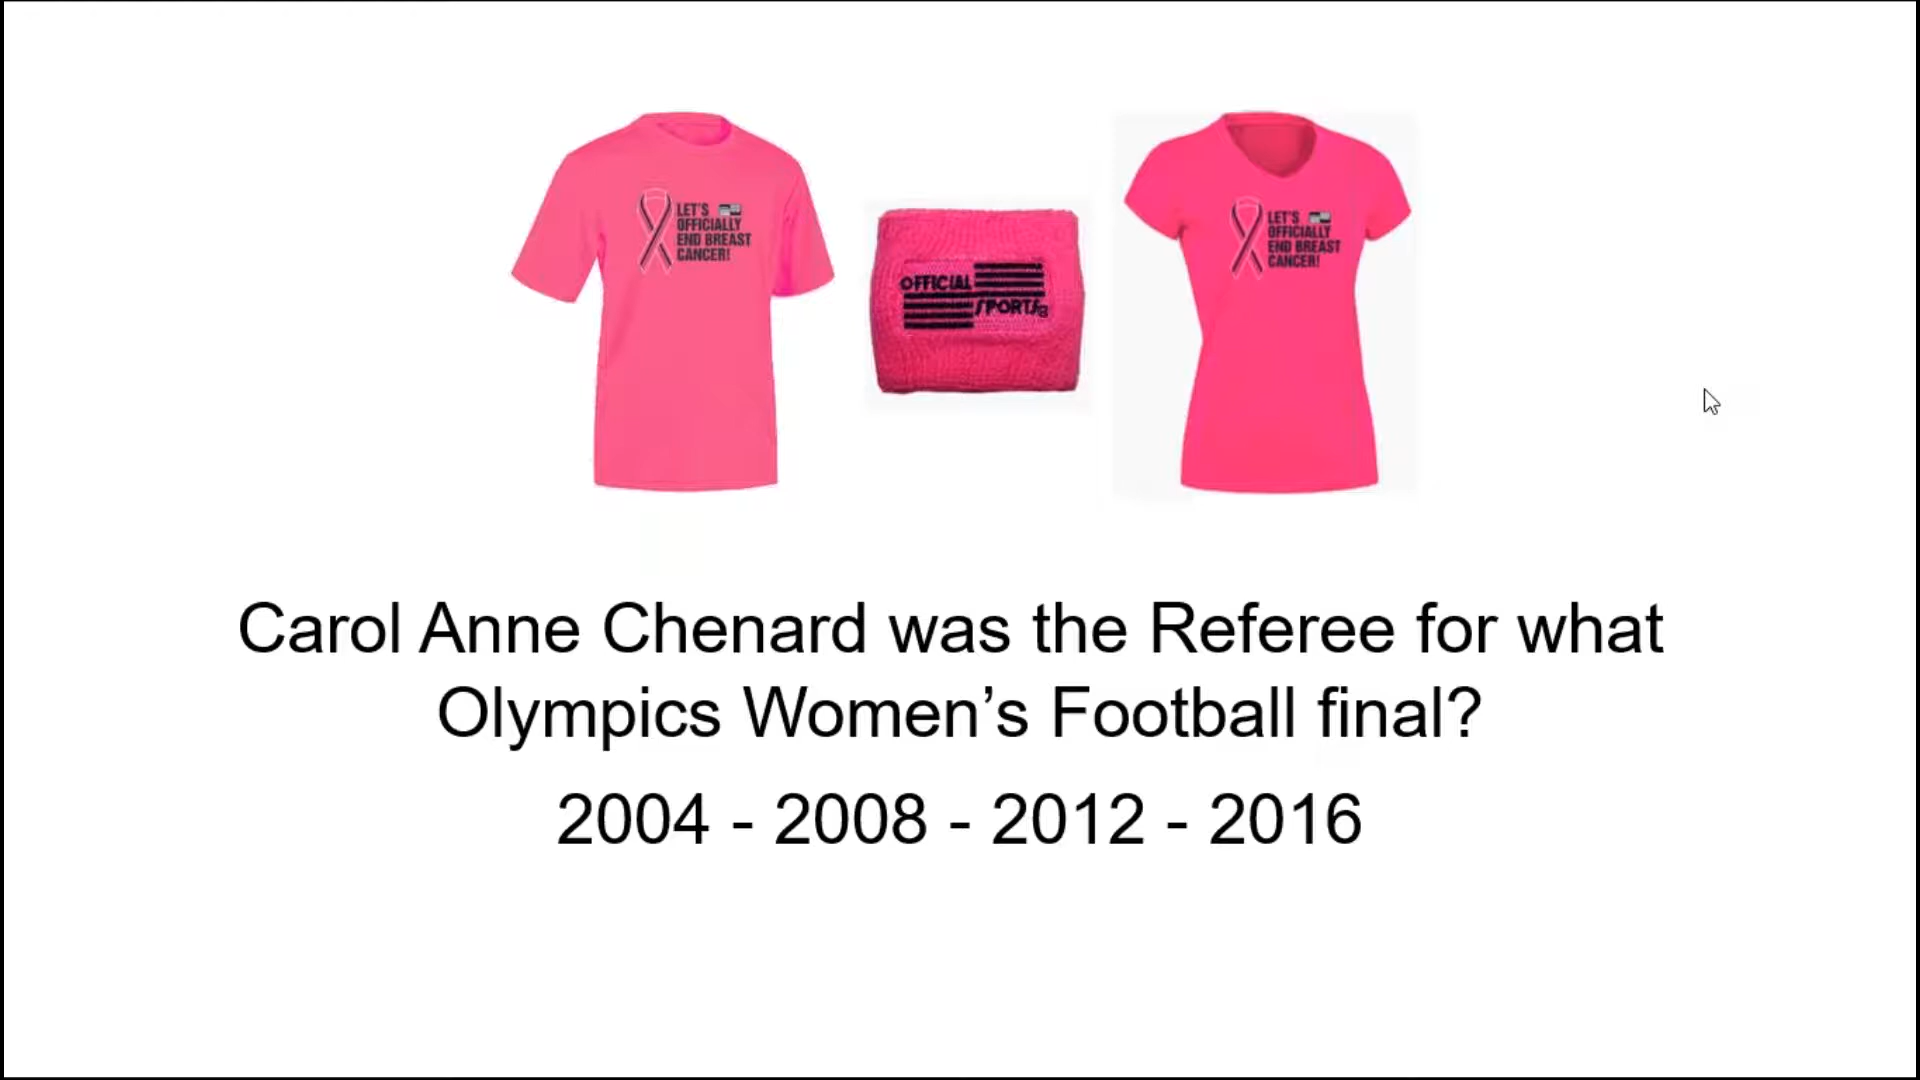 LET'S
OFFICIALLY
END BREAST
CANCER!
OFFICIAL
SPORTS
LET'S
OFFICIALLY
END BREAST
CANCER!
Carol Anne Chenard was the Referee for what
Olympics Women’s Football final?
2004 - 2008 - 2012 - 2016